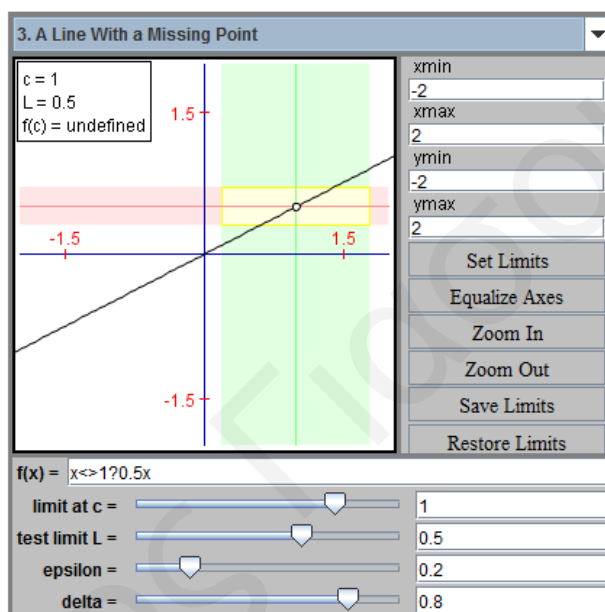 3. A Line With a Missing Point
c = 1
L = 0.5
f(c) = undefined
1.5
-1.5
1.5
-1.5
xmin
-2
xmax
2
ymin
-2
ymax
2
Set Limits
Equalize Axes
Zoom In
Zoom Out
Save Limits
Restore Limits
f(x) = x<>1?0.5x
limit at c = 1
test limit L = 0.5
epsilon = 0.2
delta = 0.8